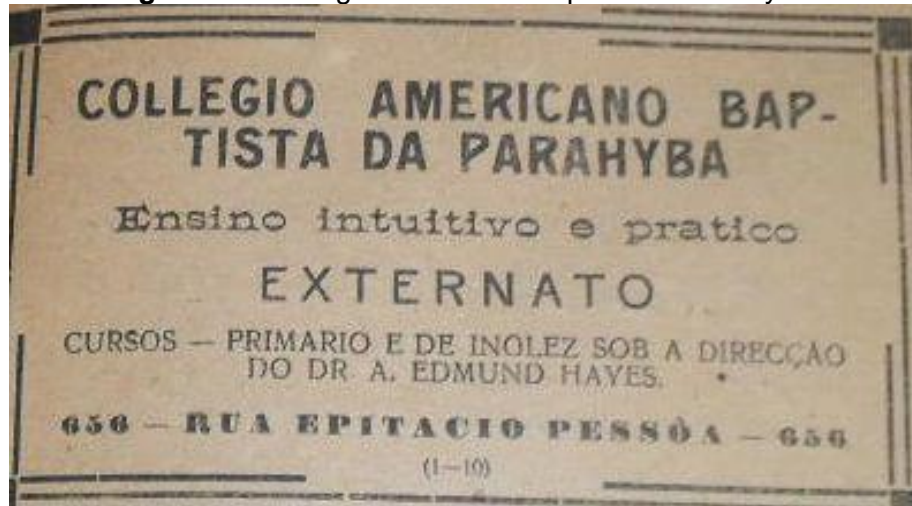 COLLEGIO AMERICANO BAP-
TISTA DA PARAHYBA
Ensino intuitivo e pratico
EXTERNATO
CURSOS — PRIMARIO E DE INGLEZ SOB A DIRECÇÃO
DO DR. A. EDMUND HAYES.
656 — RUA EPITACIO PESSÔA — 656
(1—10)